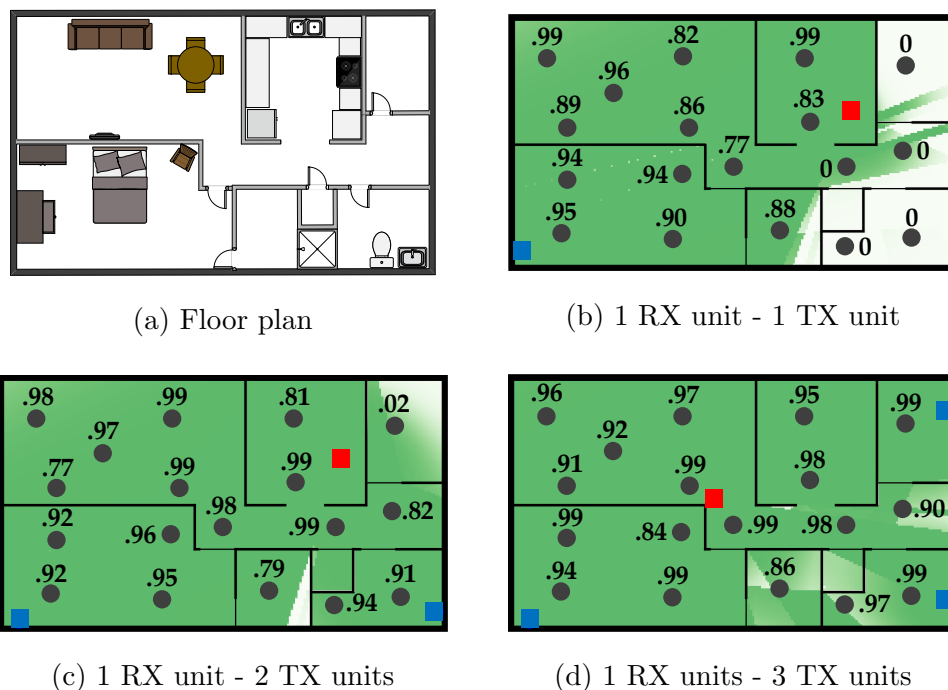 .99 .82 .99 0
.96
.89 .86 .83
.94 .94 .77 0 0
.95 .90 .88 0 0
(a) Floor plan
(b) 1 RX unit - 1 TX unit
.98 .99 .81 .02
.97
.77 .99 .99
.92 .96 .98 .99 .82
.92 .95 .79 .94 .91
.96 .97 .95 .99
.92
.91 .99 .98
.99 .84 .99 .98 .90
.94 .99 .86 .97 .99
(c) 1 RX unit - 2 TX units
(d) 1 RX units - 3 TX units